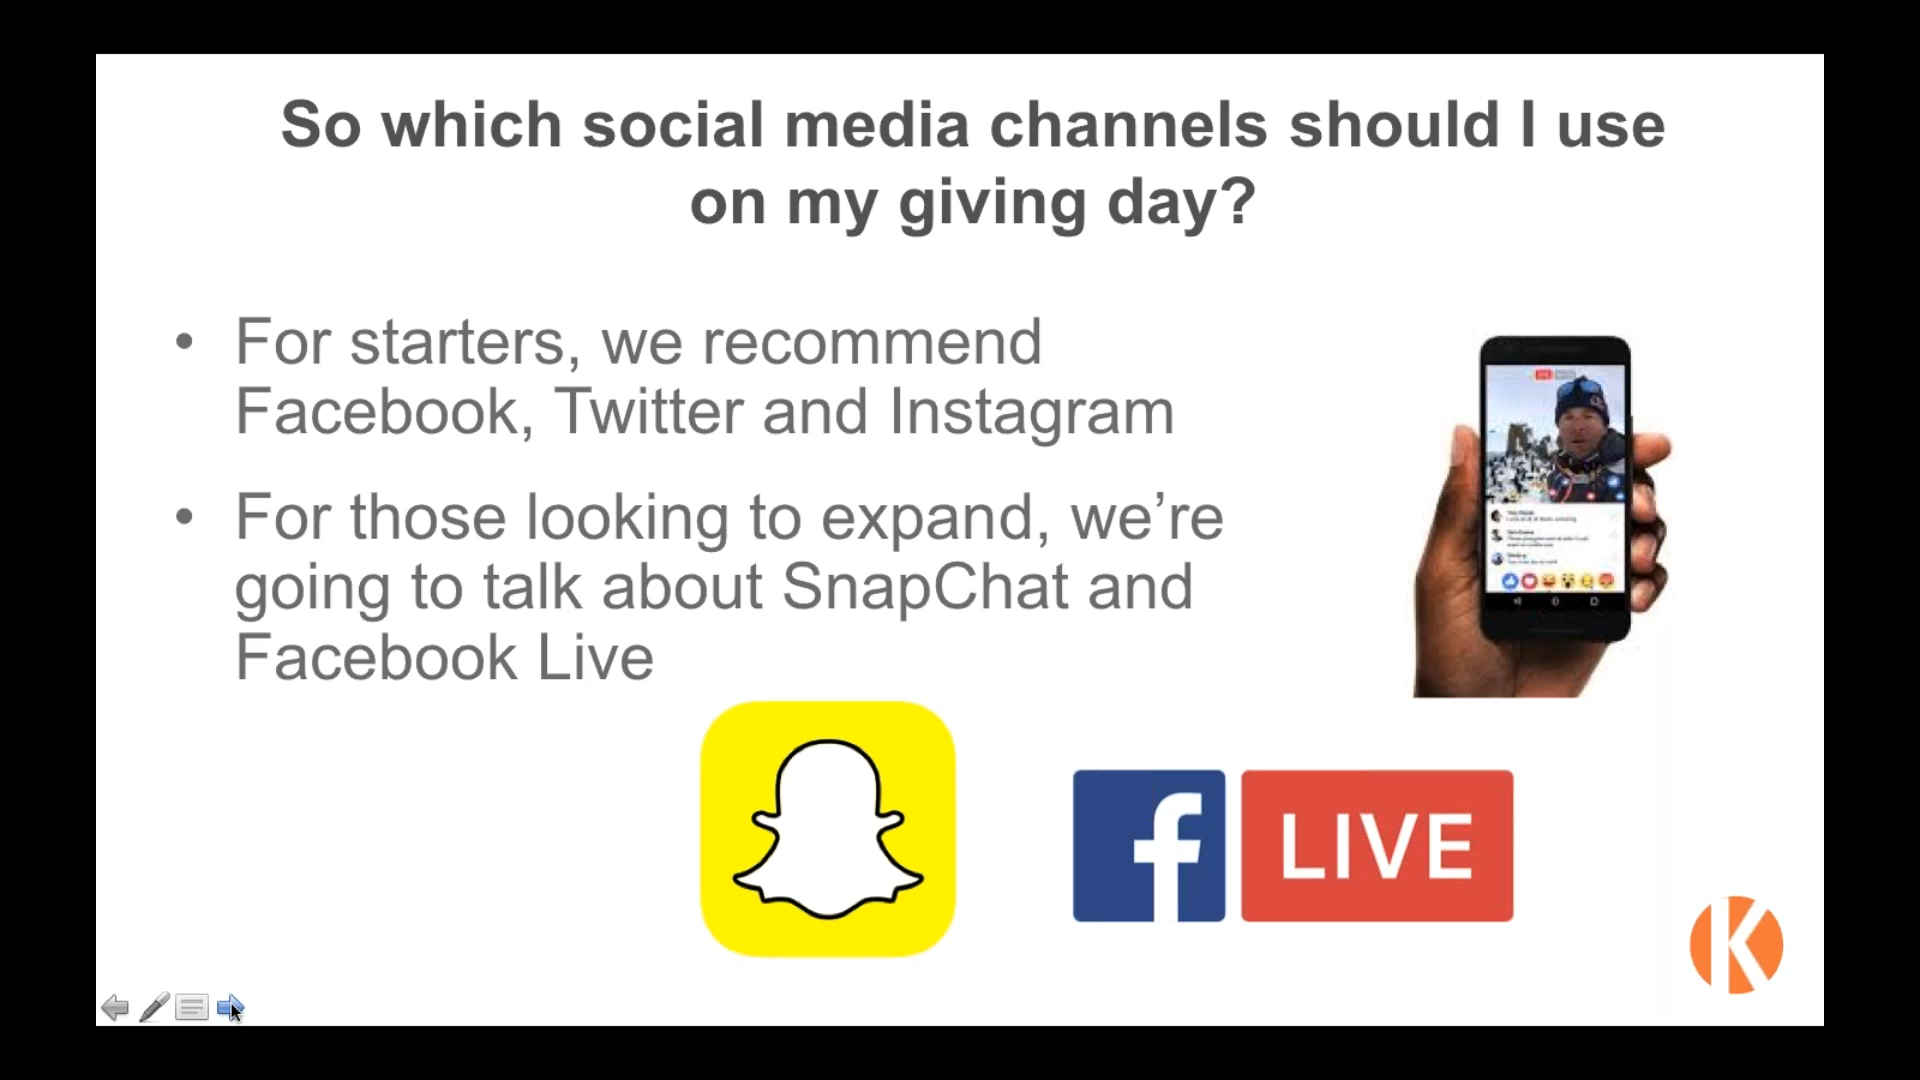 So which social media channels should I use
on my giving day?
• For starters, we recommend
Facebook, Twitter and Instagram
• For those looking to expand, we’re
going to talk about SnapChat and
Facebook Live
f LIVE
K